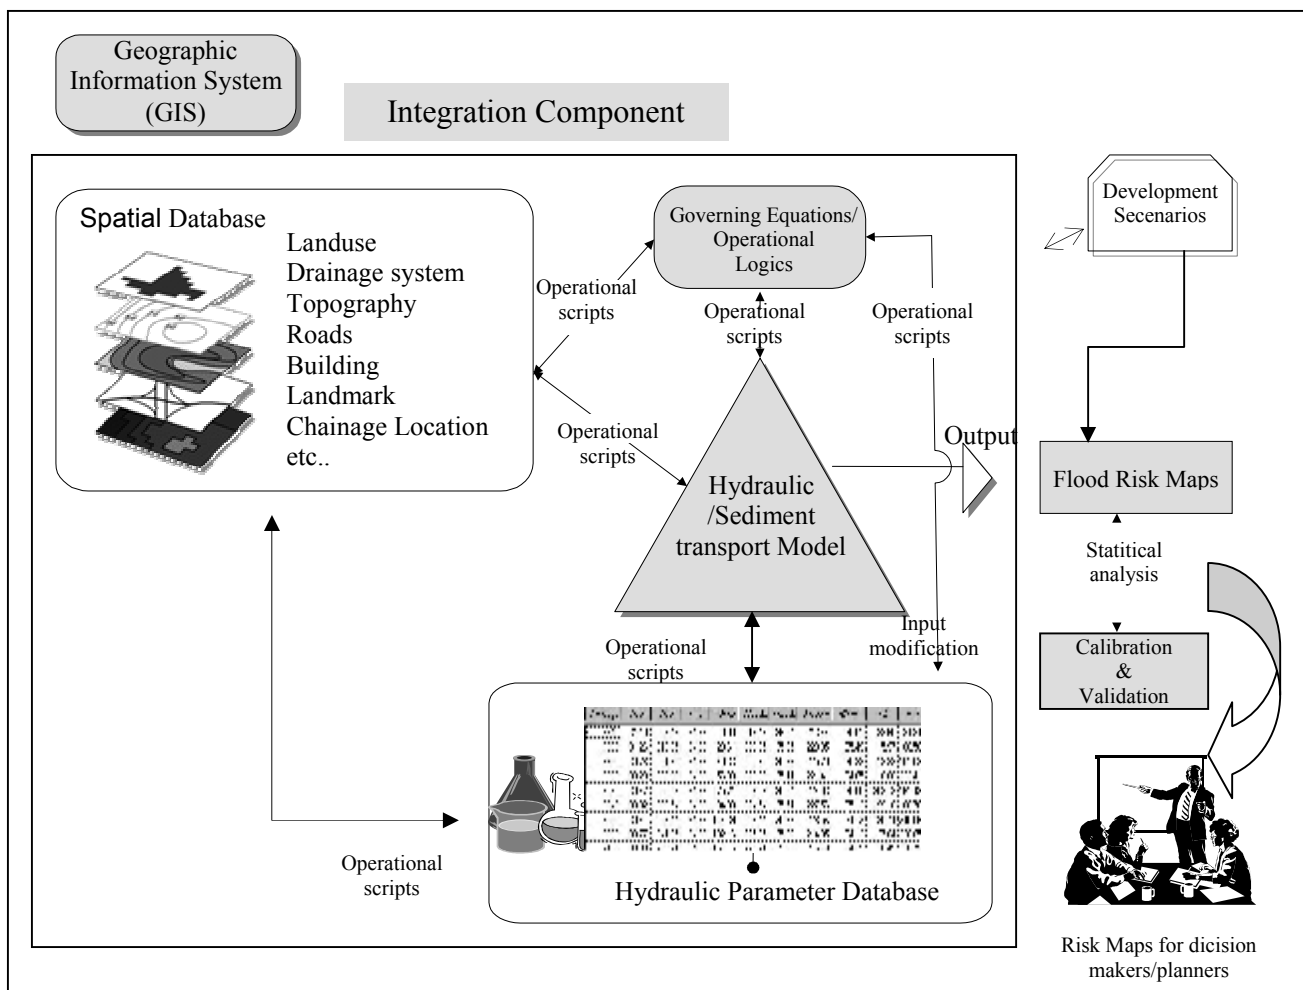 Geographic
Information System
(GIS)
Integration Component
Spatial Database
Landuse
Drainage system
Topography
Roads
Building
Landmark
Chainage Location
etc..
Governing Equations/
Operational
Logics
Operational
scripts
Operational
scripts
Operational
scripts
Operational
scripts
Hydraulic
/Sediment
transport Model
Output
Operational
scripts
Input
modification
Operational
scripts
Hydraulic Parameter Database
Development
Secenarios
Flood Risk Maps
Statitical
analysis
Calibration
&
Validation
Risk Maps for dicision
makers/planners